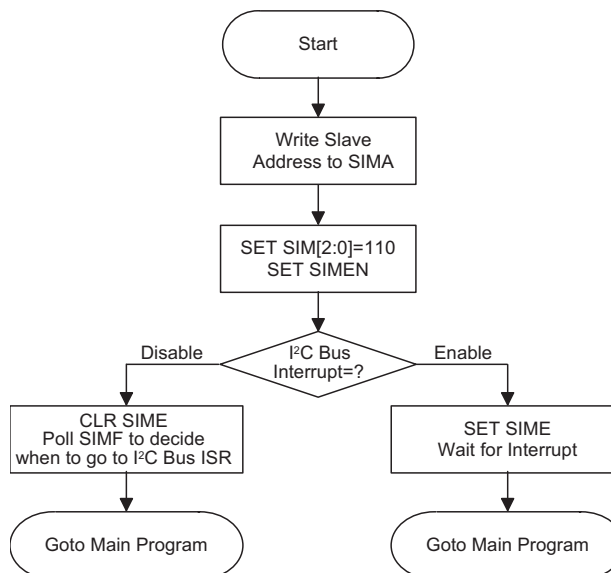 Start
Write Slave
Address to SIMA
SET SIM[2:0]=110
SET SIMEN
I²C Bus
Interrupt=?
Disable
Enable
CLR SIME
Poll SIMF to decide
when to go to I²C Bus ISR
SET SIME
Wait for Interrupt
Goto Main Program
Goto Main Program